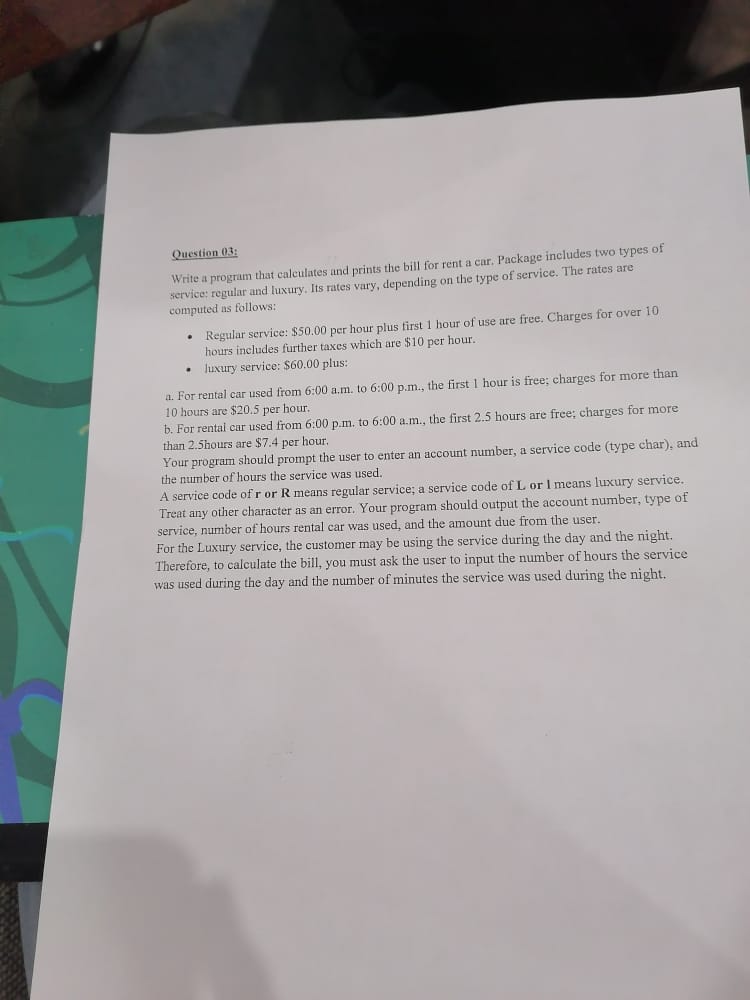 Question 03:
Write a program that calculates and prints the bill for rent a car. Package includes two types of
service: regular and luxury. Its rates vary, depending on the type of service. The rates are
computed as follows:
• Regular service: $50.00 per hour plus first 1 hour of use are free. Charges for over 10
hours includes further taxes which are $10 per hour.
• luxury service: $60.00 plus:
a. For rental car used from 6:00 a.m. to 6:00 p.m., the first 1 hour is free; charges for more than
10 hours are $20.5 per hour.
b. For rental car used from 6:00 p.m. to 6:00 a.m., the first 2.5 hours are free; charges for more
than 2.5hours are $7.4 per hour.
Your program should prompt the user to enter an account number, a service code (type char), and
the number of hours the service was used.
A service code of r or R means regular service; a service code of L or l means luxury service.
Treat any other character as an error. Your program should output the account number, type of
service, number of hours rental car was used, and the amount due from the user.
For the Luxury service, the customer may be using the service during the day and the night.
Therefore, to calculate the bill, you must ask the user to input the number of hours the service
was used during the day and the number of minutes the service was used during the night.